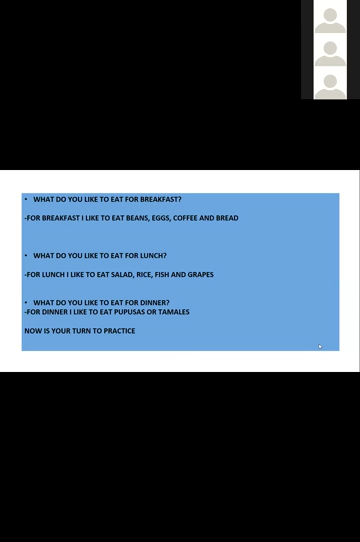 • WHAT DO YOU LIKE TO EAT FOR BREAKFAST?
-FOR BREAKFAST I LIKE TO EAT BEANS, EGGS, COFFEE AND BREAD
• WHAT DO YOU LIKE TO EAT FOR LUNCH?
-FOR LUNCH I LIKE TO EAT SALAD, RICE, FISH AND GRAPES
• WHAT DO YOU LIKE TO EAT FOR DINNER?
-FOR DINNER I LIKE TO EAT PUPUSAS OR TAMALES
NOW IS YOUR TURN TO PRACTICE